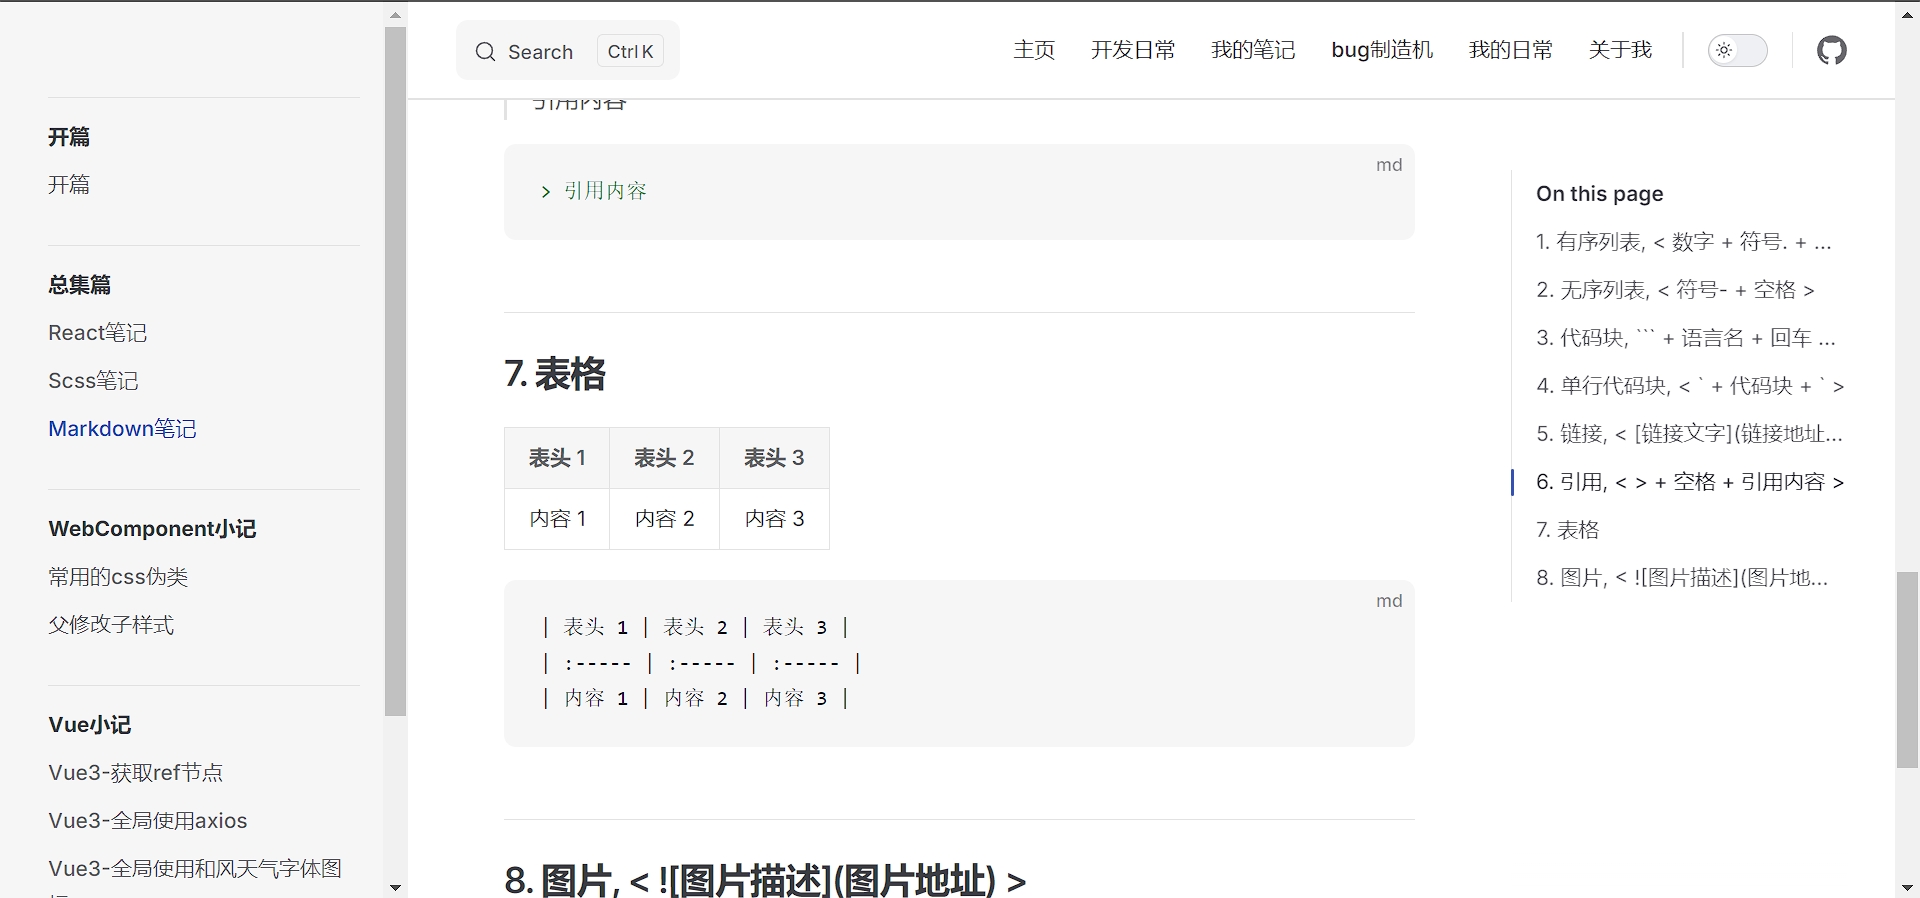 Search Ctrl K
主页 开发日常 我的笔记 bug制造机 我的日常 关于我
开篇
开篇
总集篇
React笔记
Scss笔记
Markdown笔记
WebComponent小记
常用的css伪类
父修改子样式
Vue小记
Vue3-获取ref节点
Vue3-全局使用axios
Vue3-全局使用和风天气字体图
引用内容
md
> 引用内容
7. 表格
表头 1 表头 2 表头 3
内容 1 内容 2 内容 3
md
| 表头 1 | 表头 2 | 表头 3 |
| :----- | :----- | :----- |
| 内容 1 | 内容 2 | 内容 3 |
8. 图片, < ![图片描述](图片地址) >
On this page
1. 有序列表, < 数字 + 符号. + ...
2. 无序列表, < 符号- + 空格 >
3. 代码块, ``` + 语言名 + 回车 ...
4. 单行代码块, < ` + 代码块 + ` >
5. 链接, < [链接文字](链接地址...
6. 引用, < > + 空格 + 引用内容 >
7. 表格
8. 图片, < ![图片描述](图片地...